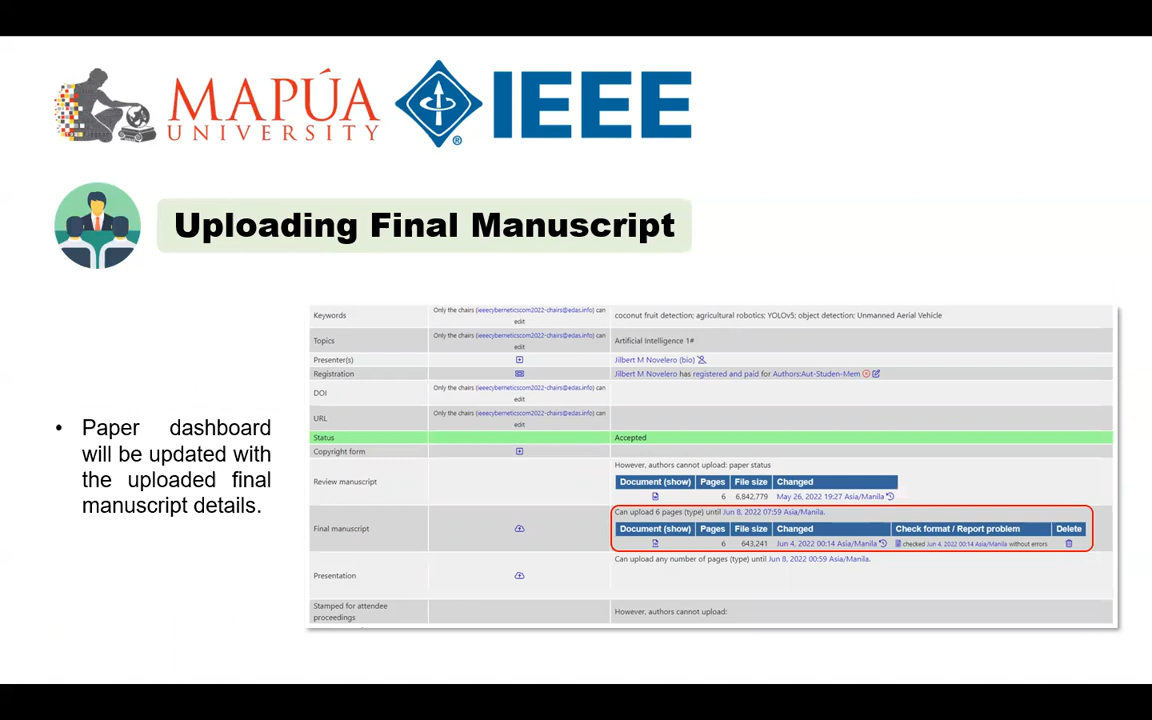 MAPÚA
UNIVERSITY
IEEE
®
Uploading Final Manuscript
• Paper dashboard
will be updated with
the uploaded final
manuscript details.
Keywords
Only the chairs (ieeecyberneticscom2022-chairs@edas.info) can
edit
coconut fruit detection; agricultural robotics; YOLOv5; object detection; Unmanned Aerial Vehicle
Topics
Only the chairs (ieeecyberneticscom2022-chairs@edas.info) can
edit
Artificial Intelligence 1#
Presenter(s)
Jilbert M Novelero (bio)
Registration
Jilbert M Novelero has registered and paid for Authors:Aut-Studen-Mem
DOI
Only the chairs (ieeecyberneticscom2022-chairs@edas.info) can
edit
URL
Only the chairs (ieeecyberneticscom2022-chairs@edas.info) can
edit
Status
Accepted
Copyright form
Review manuscript
However, authors cannot upload: paper status
Document (show) Pages File size Changed
6 6,842,779 May 26, 2022 19:27 Asia/Manila
Final manuscript
Can upload 6 pages (type) until Jun 8, 2022 07:59 Asia/Manila.
Document (show) Pages File size Changed Check format / Report problem Delete
6 643,241 Jun 4, 2022 00:14 Asia/Manila checked Jun 4, 2022 00:14 Asia/Manila without errors
Presentation
Can upload any number of pages (type) until Jun 8, 2022 00:59 Asia/Manila.
Stamped for attendee
proceedings
However, authors cannot upload: